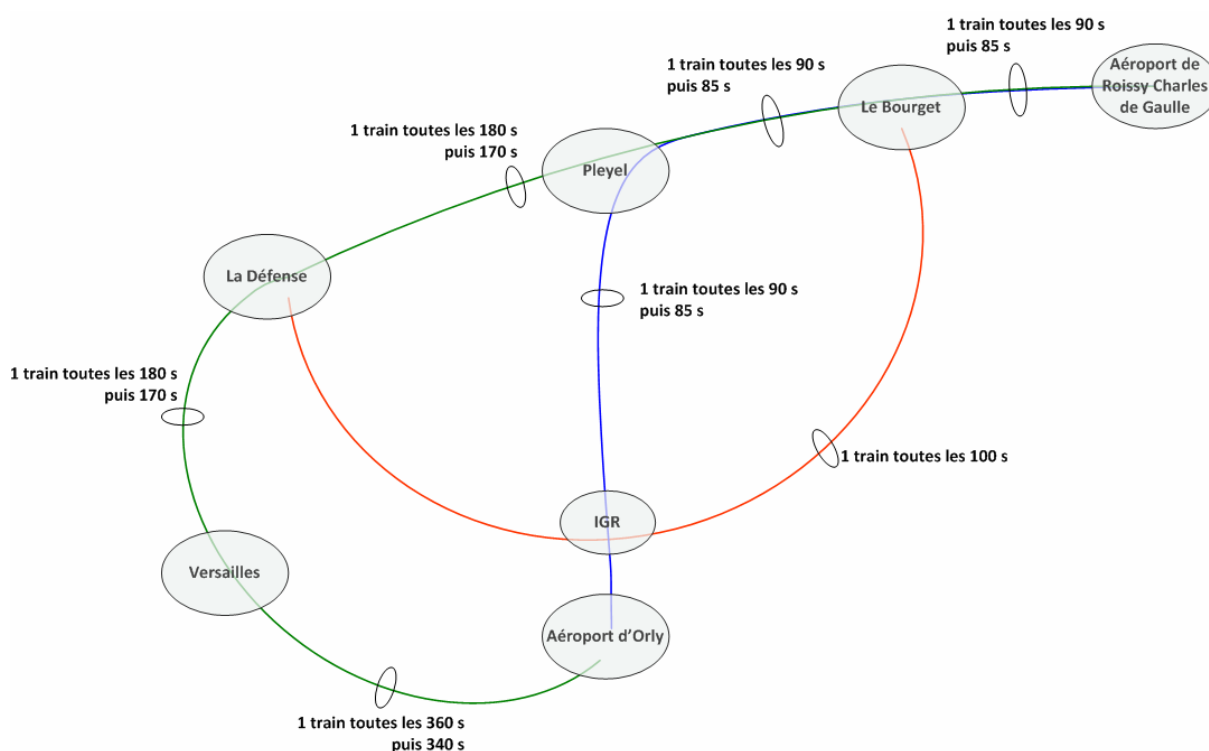 1 train toutes les 90 s
puis 85 s
Aéroport de
Roissy Charles
de Gaulle
1 train toutes les 90 s
puis 85 s
Le Bourget
1 train toutes les 180 s
puis 170 s
Pleyel
La Défense
1 train toutes les 90 s
puis 85 s
1 train toutes les 180 s
puis 170 s
1 train toutes les 100 s
IGR
Versailles
Aéroport d'Orly
1 train toutes les 360 s
puis 340 s